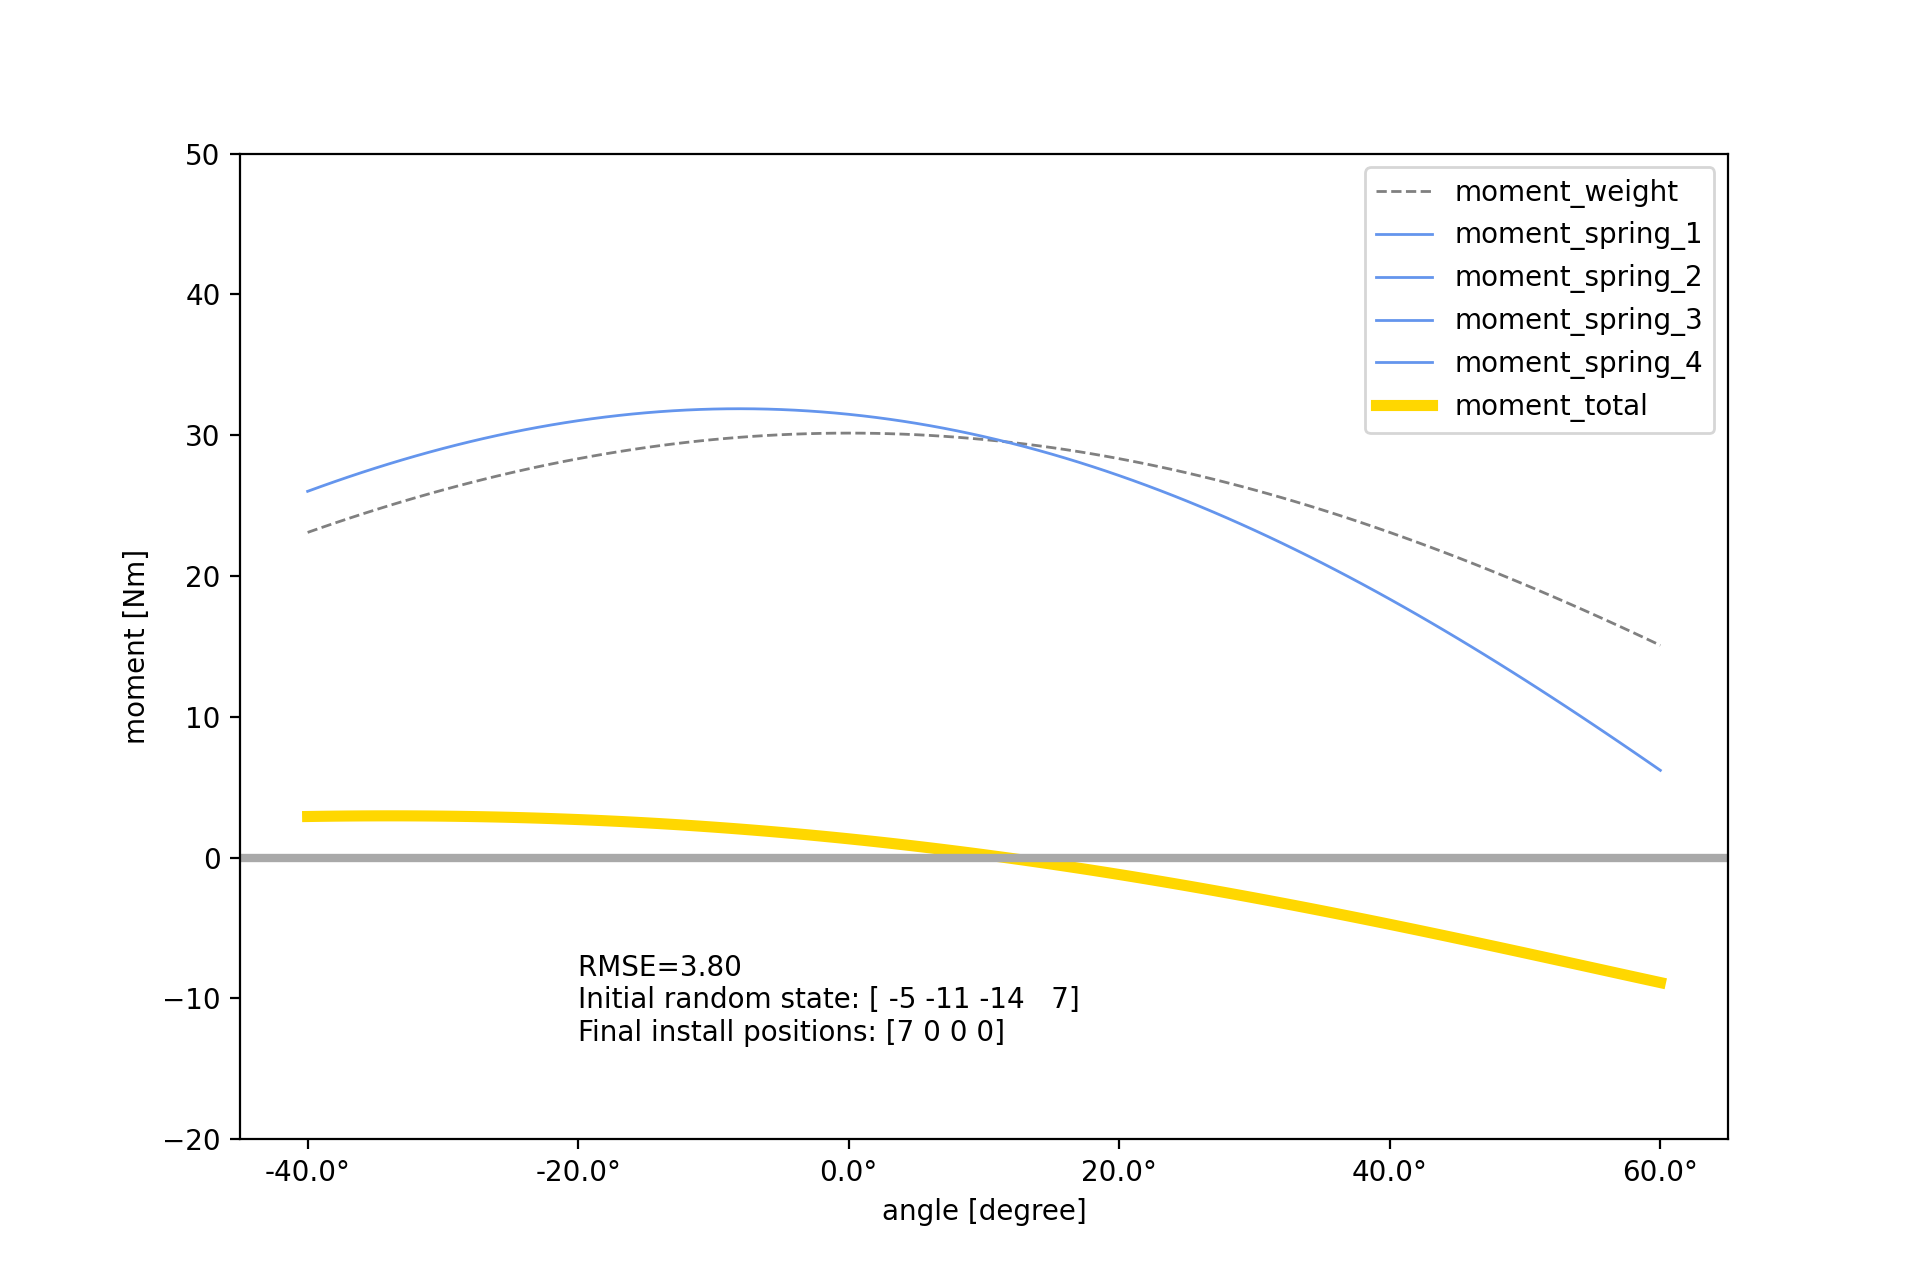 50
40
30
20
10
0
−10
−20
moment [Nm]
moment_weight
moment_spring_1
moment_spring_2
moment_spring_3
moment_spring_4
moment_total
RMSE=3.80
Initial random state: [ -5 -11 -14   7]
Final install positions: [7 0 0 0]
-40.0° -20.0° 0.0° 20.0° 40.0° 60.0°
angle [degree]